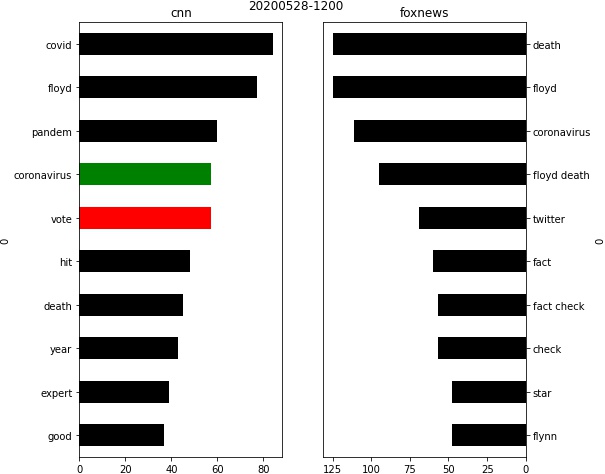 20200528-1200
cnn
foxnews
covid
floyd
pandem
coronavirus
vote
hit
death
year
expert
good
0
0 20 40 60 80
death
floyd
coronavirus
floyd death
twitter
fact
fact check
check
star
flynn
0
125 100 75 50 25 0